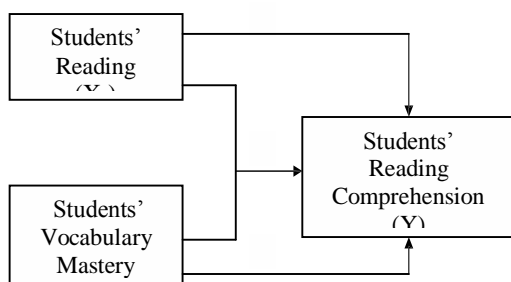 Students’
Reading
Students’
Vocabulary
Mastery
Students’
Reading
Comprehension
(Y)